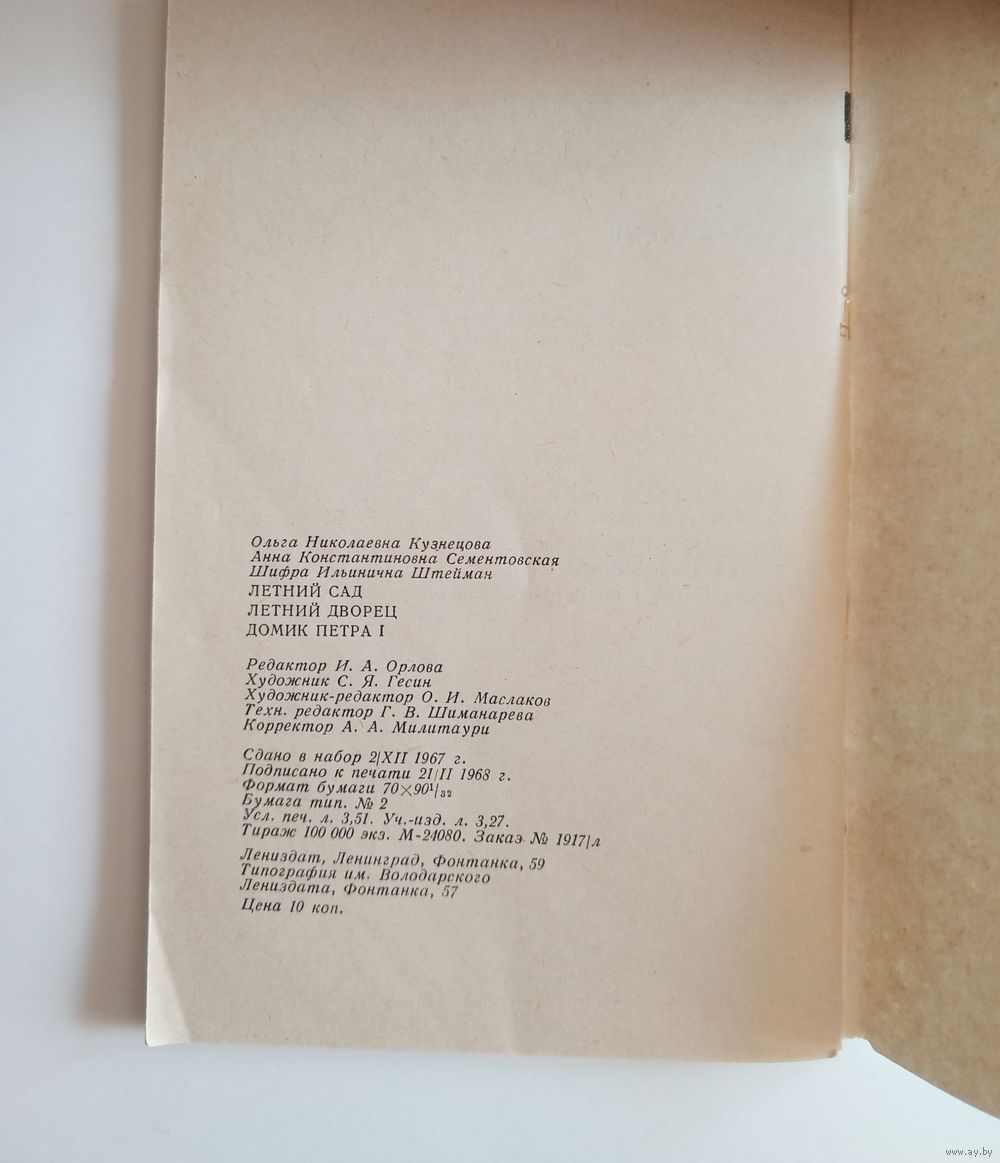 Ольга Николаевна Кузнецова
Анна Константиновна Сементовская
Шифра Ильинична Штейман
ЛЕТНИЙ САД
ЛЕТНИЙ ДВОРЕЦ
ДОМИК ПЕТРА I
Редактор И. А. Орлова
Художник С. Я. Гесин
Художник-редактор О. И. Маслаков
Техн. редактор Г. В. Шиманарева
Корректор А. А. Милитаури
Сдано в набор 2/XII 1967 г.
Подписано к печати 21/II 1968 г.
Формат бумаги 70×90¹/₃₂
Бумага тип. № 2
Усл. печ. л. 3,51. Уч.-изд. л. 3,27.
Тираж 100 000 экз. М-24080. Заказ № 1917/л
Лениздат, Ленинград, Фонтанка, 59
Типография им. Володарского
Лениздата, Фонтанка, 57
Цена 10 коп.
www.ay.by